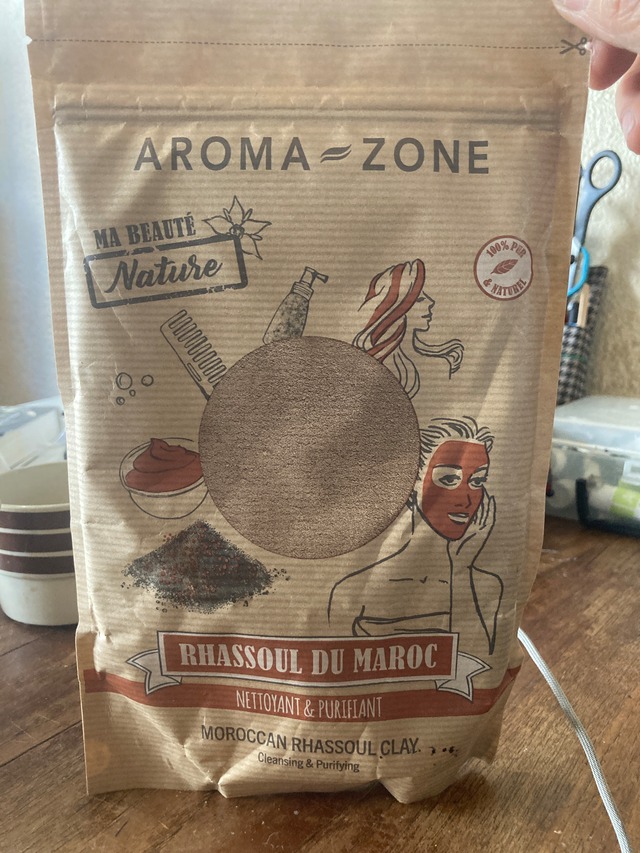 AROMA ZONE
MA BEAUTÉ
Nature
100% PUR
& NATUREL
RHASSOUL DU MAROC
NETTOYANT & PURIFIANT
MOROCCAN RHASSOUL CLAY
Cleansing & Purifying